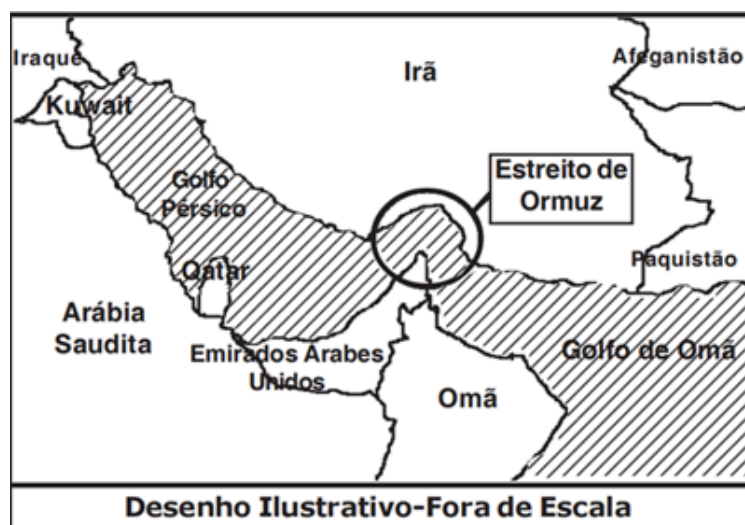 Iraque
Kuwait
Irã
Afeganistão
Estreito de
Ormuz
Golfo
Pérsico
Qatar
Paquistão
Arábia
Saudita
Emirados Arabes
Unidos
Omã
Golfo de Omã
Desenho Ilustrativo-Fora de Escala